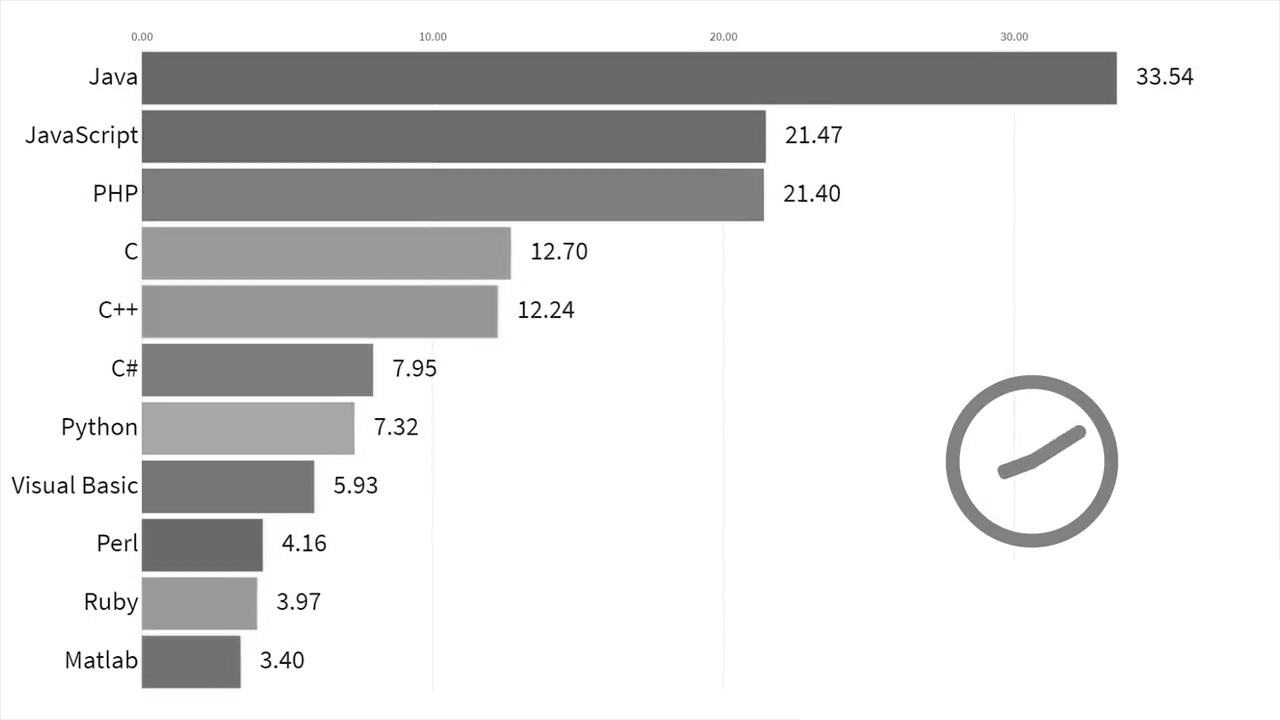 0.00 10.00 20.00 30.00
Java 33.54
JavaScript 21.47
PHP 21.40
C 12.70
C++ 12.24
C# 7.95
Python 7.32
Visual Basic 5.93
Perl 4.16
Ruby 3.97
Matlab 3.40